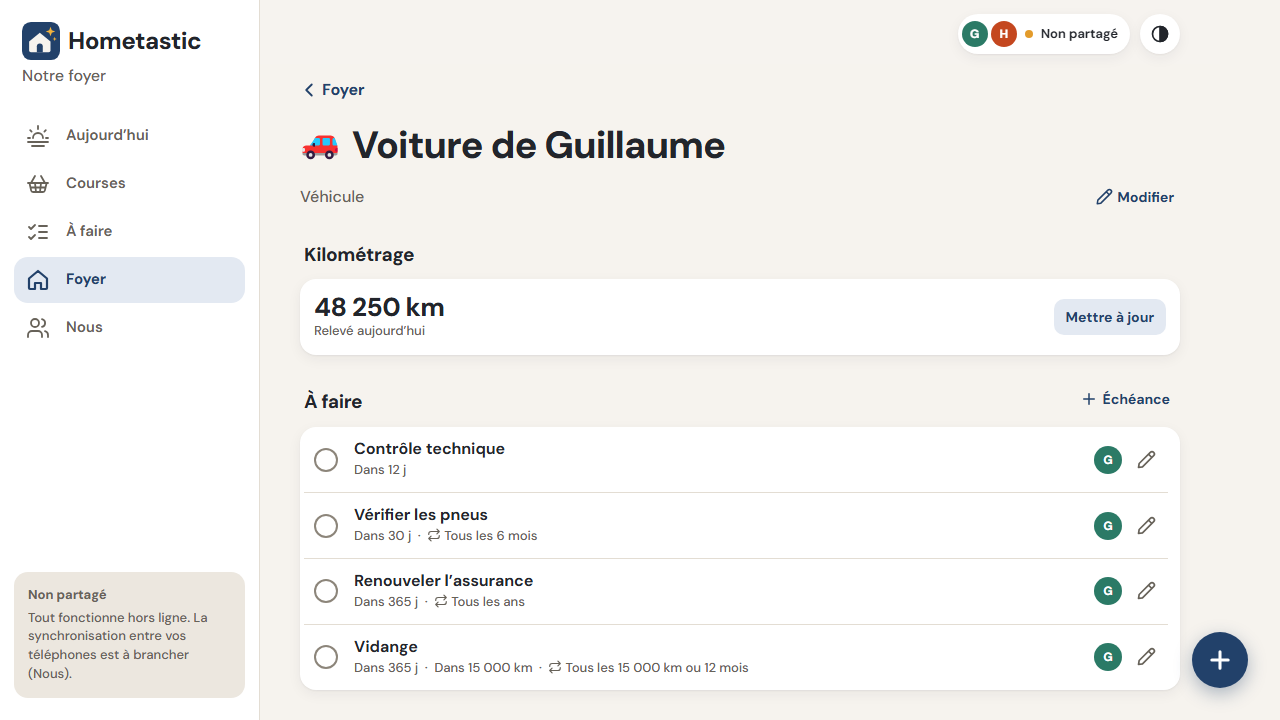 Hometastic
Notre foyer
Aujourd’hui
Courses
À faire
Foyer
Nous
Non partagé
Tout fonctionne hors ligne. La
synchronisation entre vos
téléphones est à brancher
(Nous).
G H Non partagé
Foyer
Voiture de Guillaume
Véhicule
Modifier
Kilométrage
48 250 km
Relevé aujourd’hui
Mettre à jour
À faire
Échéance
Contrôle technique
Dans 12 j
G
Vérifier les pneus
Dans 30 j · Tous les 6 mois
G
Renouveler l’assurance
Dans 365 j · Tous les ans
G
Vidange
Dans 365 j · Dans 15 000 km · Tous les 15 000 km ou 12 mois
G